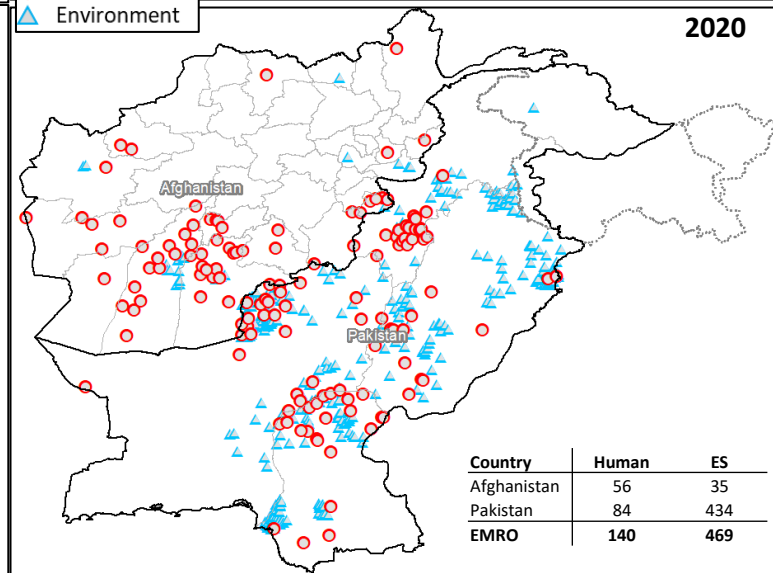 Environment
2020
Afghanistan
Pakistan
Country Human ES
Afghanistan 56 35
Pakistan 84 434
EMRO 140 469